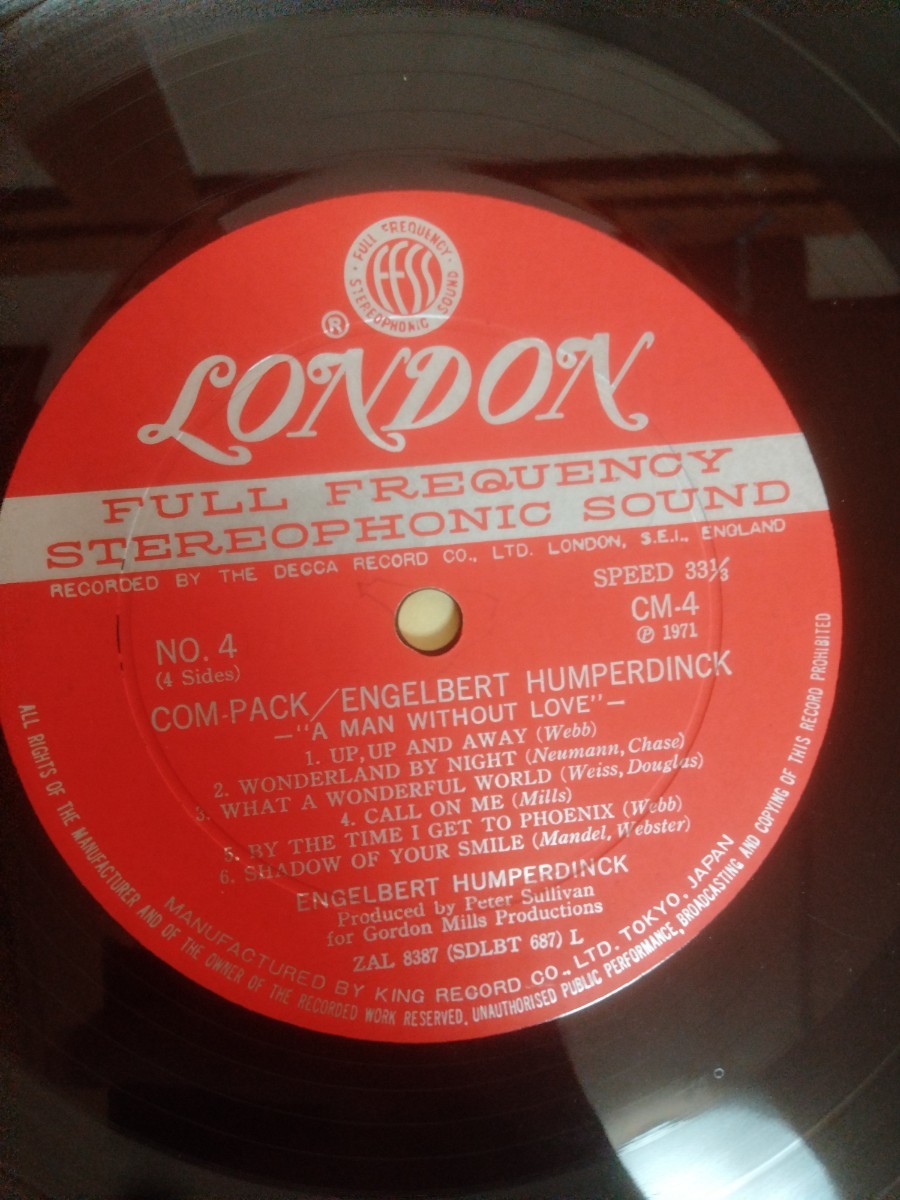 FULL FREQUENCY
FFSS
STEREOPHONIC SOUND
®
LONDON
FULL FREQUENCY
STEREOPHONIC SOUND
RECORDED BY THE DECCA RECORD CO., LTD. LONDON, S.E.I., ENGLAND
SPEED 33⅓
NO. 4
CM-4
(4 Sides)
℗ 1971
COM-PACK/ENGELBERT HUMPERDINCK
—"A MAN WITHOUT LOVE"—
1. UP, UP AND AWAY (Webb)
2. WONDERLAND BY NIGHT (Neumann, Chase)
3. WHAT A WONDERFUL WORLD (Weiss, Douglas)
4. CALL ON ME (Mills)
5. BY THE TIME I GET TO PHOENIX (Webb)
6. SHADOW OF YOUR SMILE (Mandel, Webster)
ENGELBERT HUMPERDINCK
Produced by Peter Sullivan
for Gordon Mills Productions
ZAL 8387 (SDLBT 687) L
MANUFACTURED BY KING RECORD CO., LTD. TOKYO, JAPAN
ALL RIGHTS OF THE MANUFACTURER AND OF THE OWNER OF THE RECORDED WORK RESERVED. UNAUTHORISED PUBLIC PERFORMANCE, BROADCASTING AND COPYING OF THIS RECORD PROHIBITED